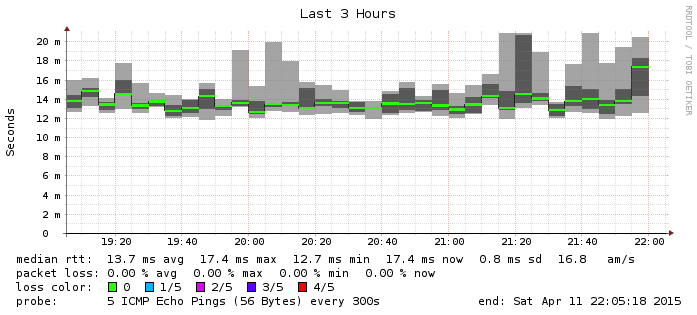 Last 3 Hours
RRDTOOL / TOBI OETIKER
Seconds
20 m
18 m
16 m
14 m
12 m
10 m
8 m
6 m
4 m
2 m
0
19:20 19:40 20:00 20:20 20:40 21:00 21:20 21:40 22:00
median rtt: 13.7 ms avg 17.4 ms max 12.7 ms min 17.4 ms now 0.8 ms sd 16.8 am/s
packet loss: 0.00 % avg 0.00 % max 0.00 % min 0.00 % now
loss color: 0 1/5 2/5 3/5 4/5
probe: 5 ICMP Echo Pings (56 Bytes) every 300s end: Sat Apr 11 22:05:18 2015